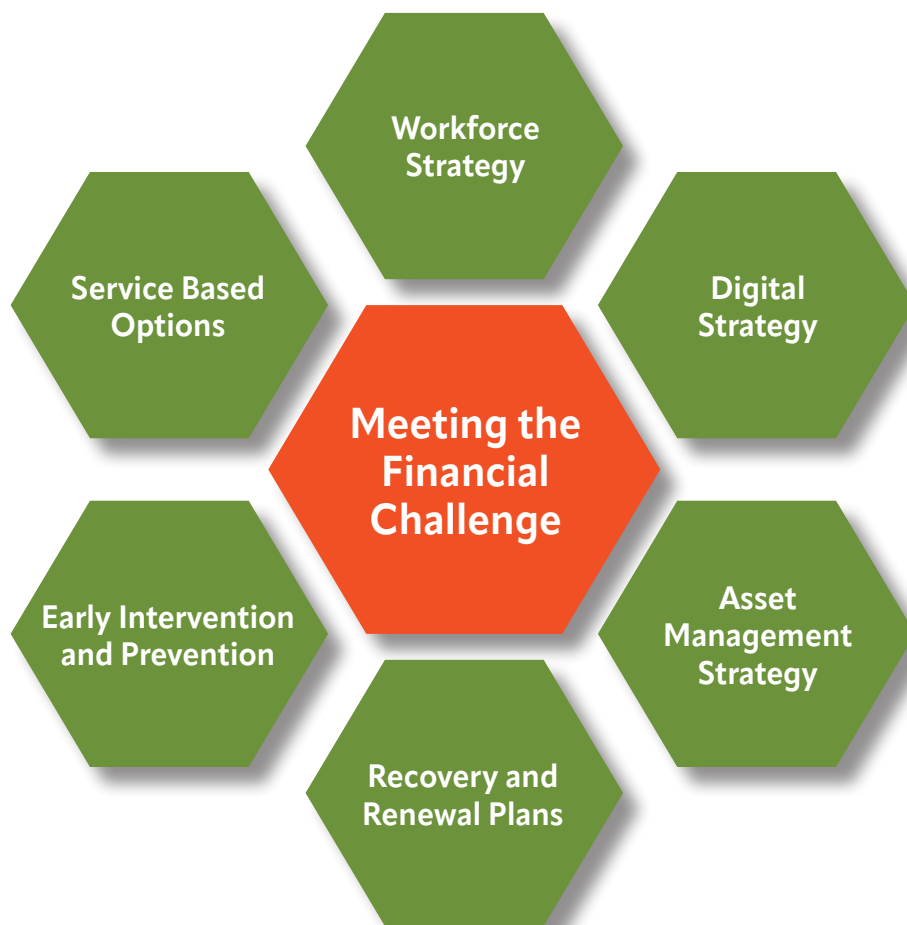 Workforce
Strategy
Service Based
Options
Digital
Strategy
Meeting the
Financial
Challenge
Early Intervention
and Prevention
Asset
Management
Strategy
Recovery and
Renewal Plans